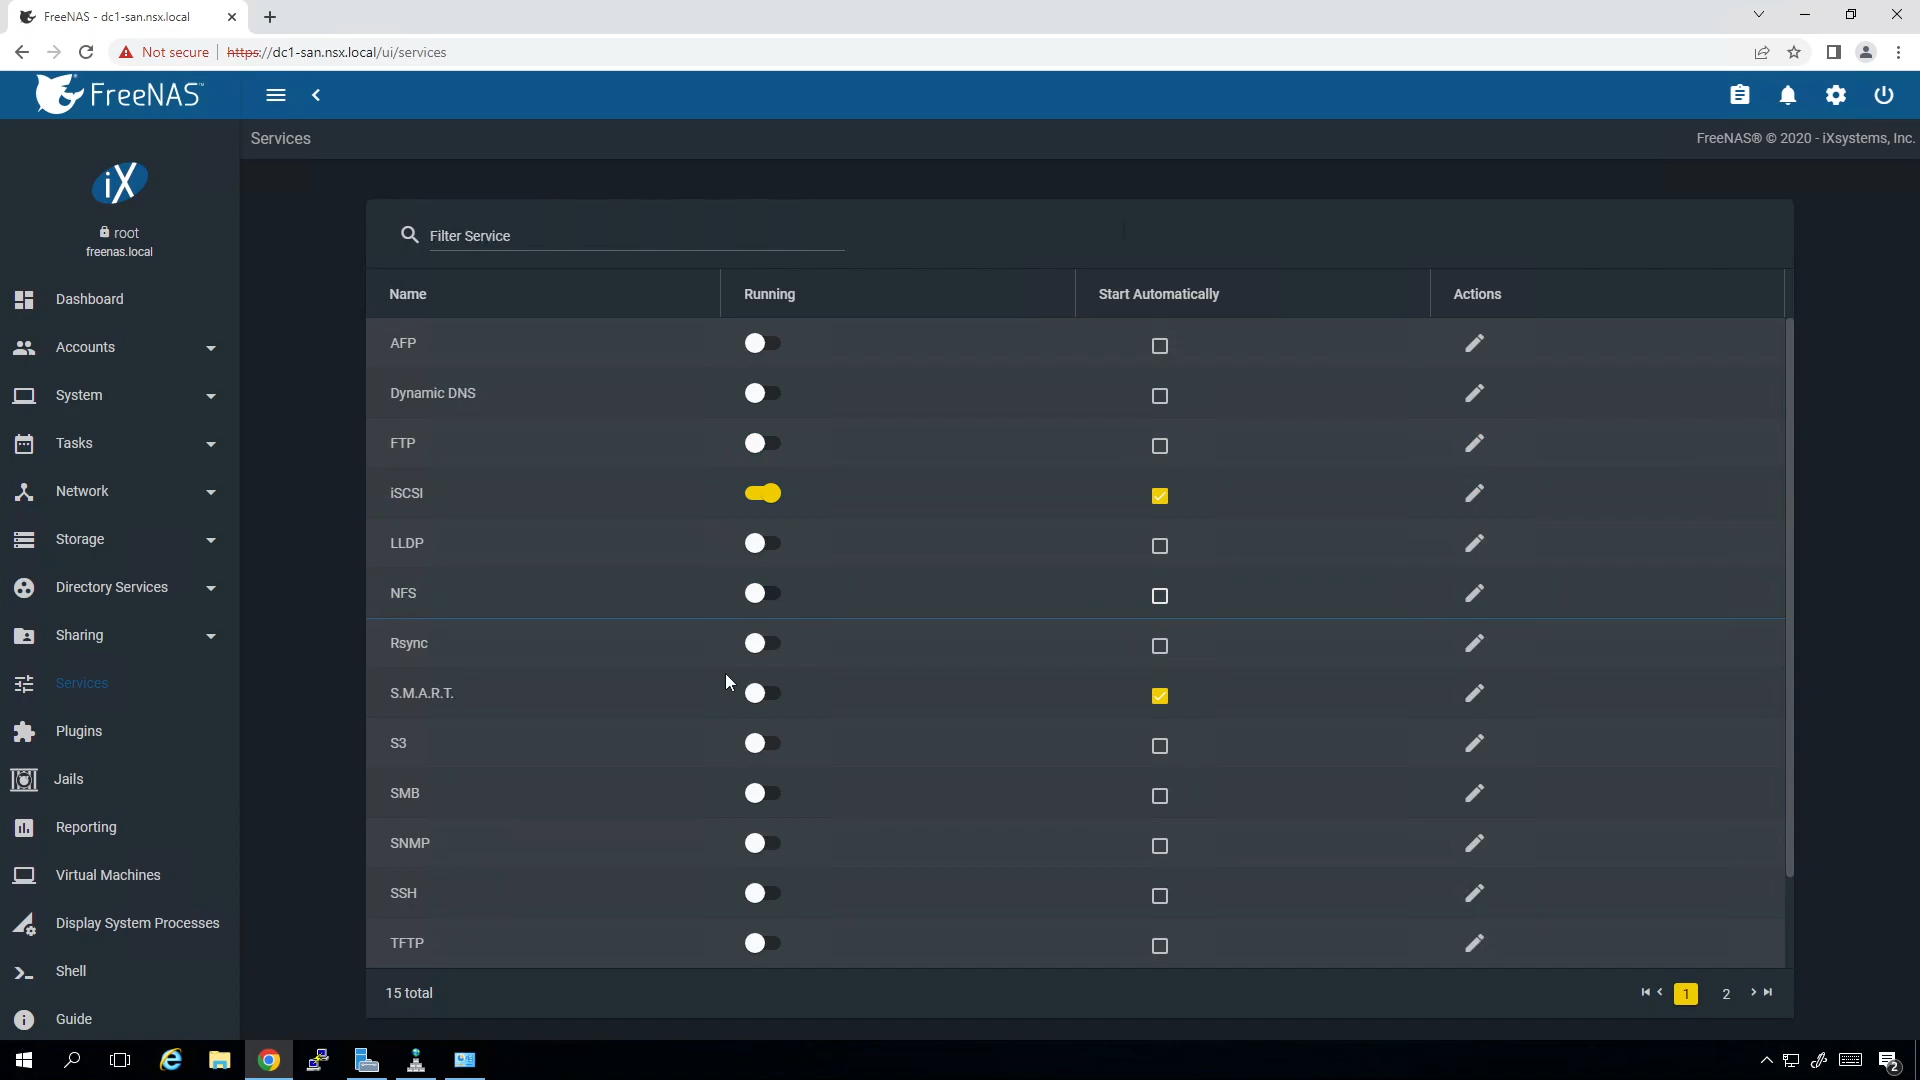 FreeNAS - dc1-san.nsx.local
Not secure
https://dc1-san.nsx.local/ui/services
FreeNAS™
Services
FreeNAS® © 2020 - iXsystems, Inc.
iX
root
freenas.local
Dashboard
Accounts
System
Tasks
Network
Storage
Directory Services
Sharing
Services
Plugins
Jails
Reporting
Virtual Machines
Display System Processes
Shell
Guide
Filter Service
Name Running Start Automatically Actions
AFP
Dynamic DNS
FTP
iSCSI
LLDP
NFS
Rsync
S.M.A.R.T.
S3
SMB
SNMP
SSH
TFTP
15 total
1 2
2